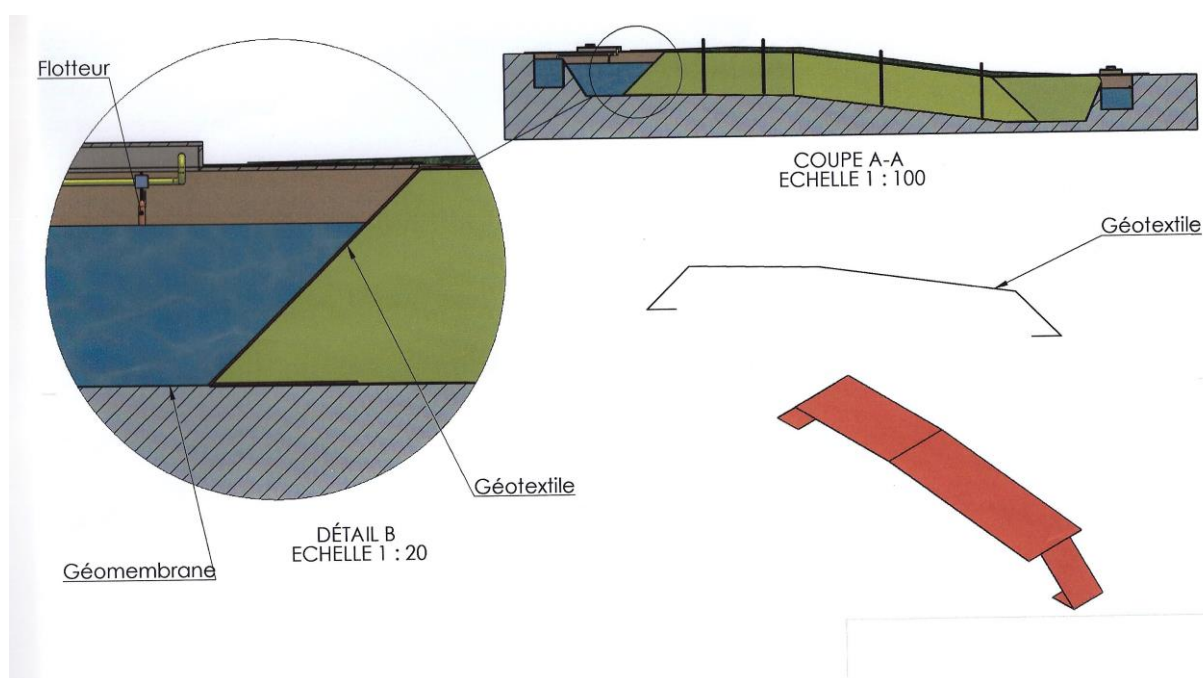 Flotteur
COUPE A-A
ECHELLE 1 : 100
Géotextile
Géotextile
DÉTAIL B
ECHELLE 1 : 20
Géomembrane